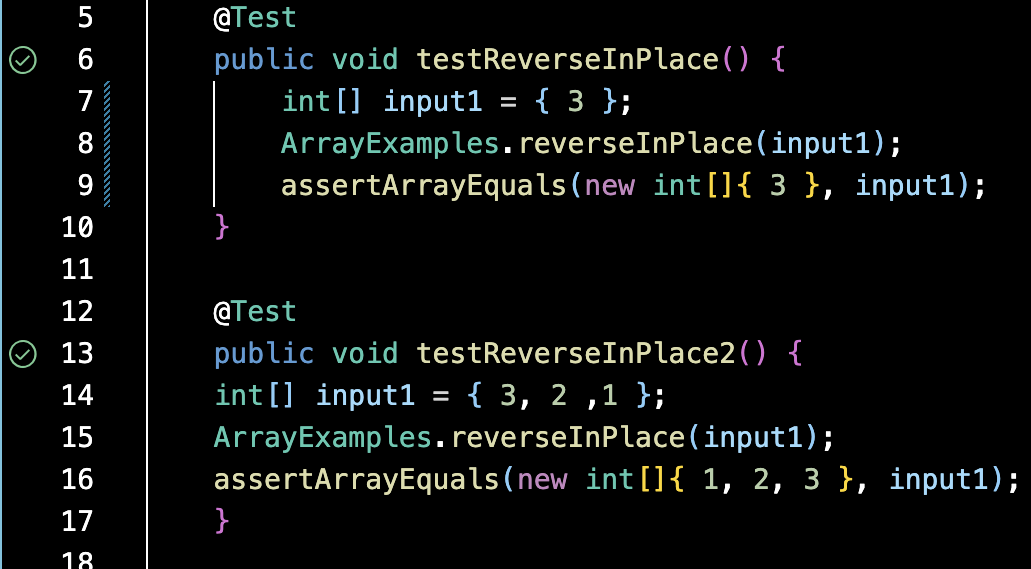 5 @Test
6 public void testReverseInPlace() {
7 int[] input1 = { 3 };
8 ArrayExamples.reverseInPlace(input1);
9 assertArrayEquals(new int[]{ 3 }, input1);
10 }
11
12 @Test
13 public void testReverseInPlace2() {
14 int[] input1 = { 3, 2 ,1 };
15 ArrayExamples.reverseInPlace(input1);
16 assertArrayEquals(new int[]{ 1, 2, 3 }, input1);
17 }
18